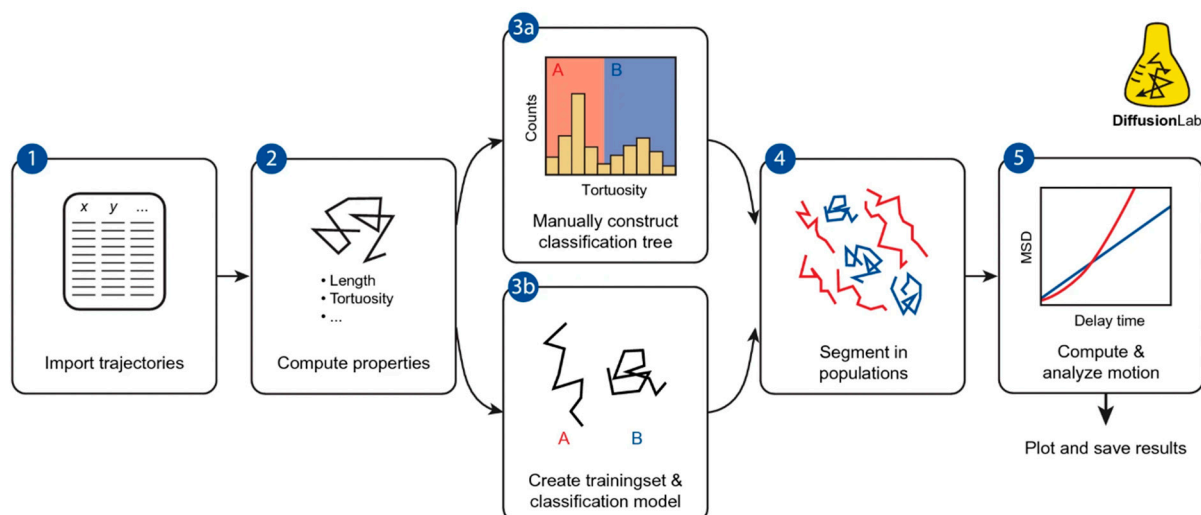 1
x y ...
Import trajectories
2
• Length
• Tortuosity
• ...
Compute properties
3a
A B
Counts
Tortuosity
Manually construct
classification tree
3b
A B
Create trainingset &
classification model
4
Segment in
populations
DiffusionLab
5
MSD
Delay time
Compute &
analyze motion
Plot and save results